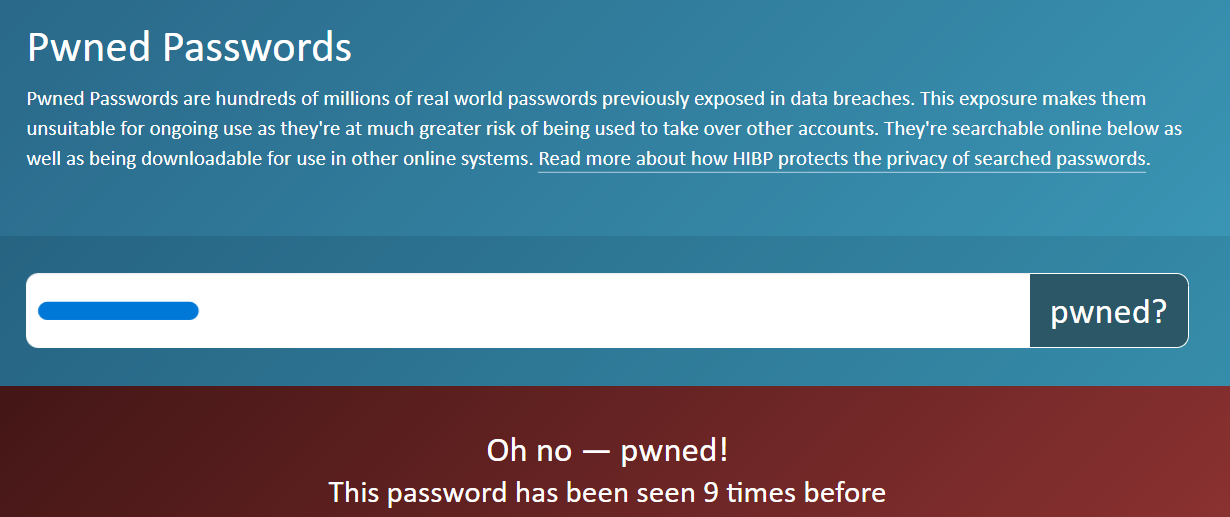 Pwned Passwords
Pwned Passwords are hundreds of millions of real world passwords previously exposed in data breaches. This exposure makes them
unsuitable for ongoing use as they're at much greater risk of being used to take over other accounts. They're searchable online below as
well as being downloadable for use in other online systems. Read more about how HIBP protects the privacy of searched passwords.
pwned?
Oh no — pwned!
This password has been seen 9 times before